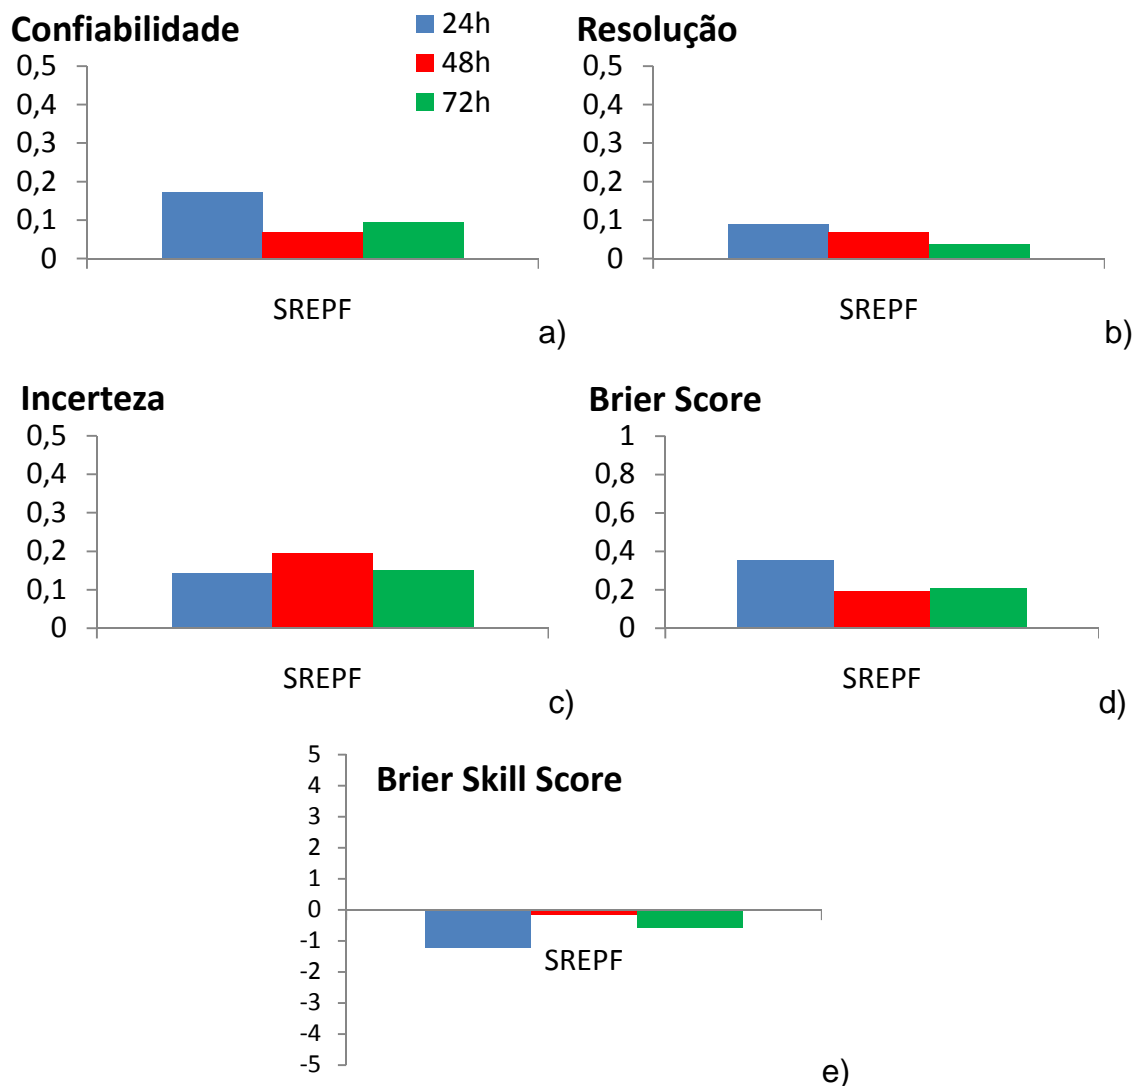 Confiabilidade
0,5
0,4
0,3
0,2
0,1
0
SREPF
24h
48h
72h
a)
Resolução
0,5
0,4
0,3
0,2
0,1
0
SREPF
b)
Incerteza
0,5
0,4
0,3
0,2
0,1
0
SREPF
c)
Brier Score
1
0,8
0,6
0,4
0,2
0
SREPF
d)
Brier Skill Score
5
4
3
2
1
0
-1
-2
-3
-4
-5
SREPF
e)